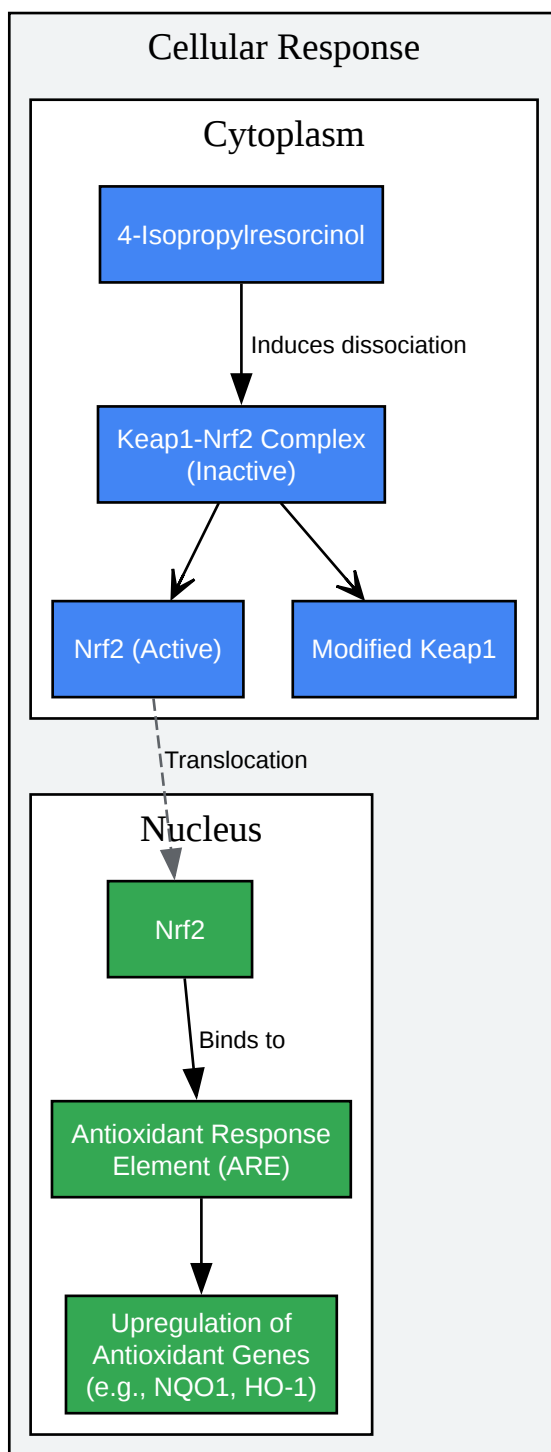 Cellular Response
Cytoplasm
4-Isopropylresorcinol
Induces dissociation
Keap1-Nrf2 Complex
(Inactive)
Nrf2 (Active)
Modified Keap1
Translocation
Nucleus
Nrf2
Binds to
Antioxidant Response
Element (ARE)
Upregulation of
Antioxidant Genes
(e.g., NQO1, HO-1)